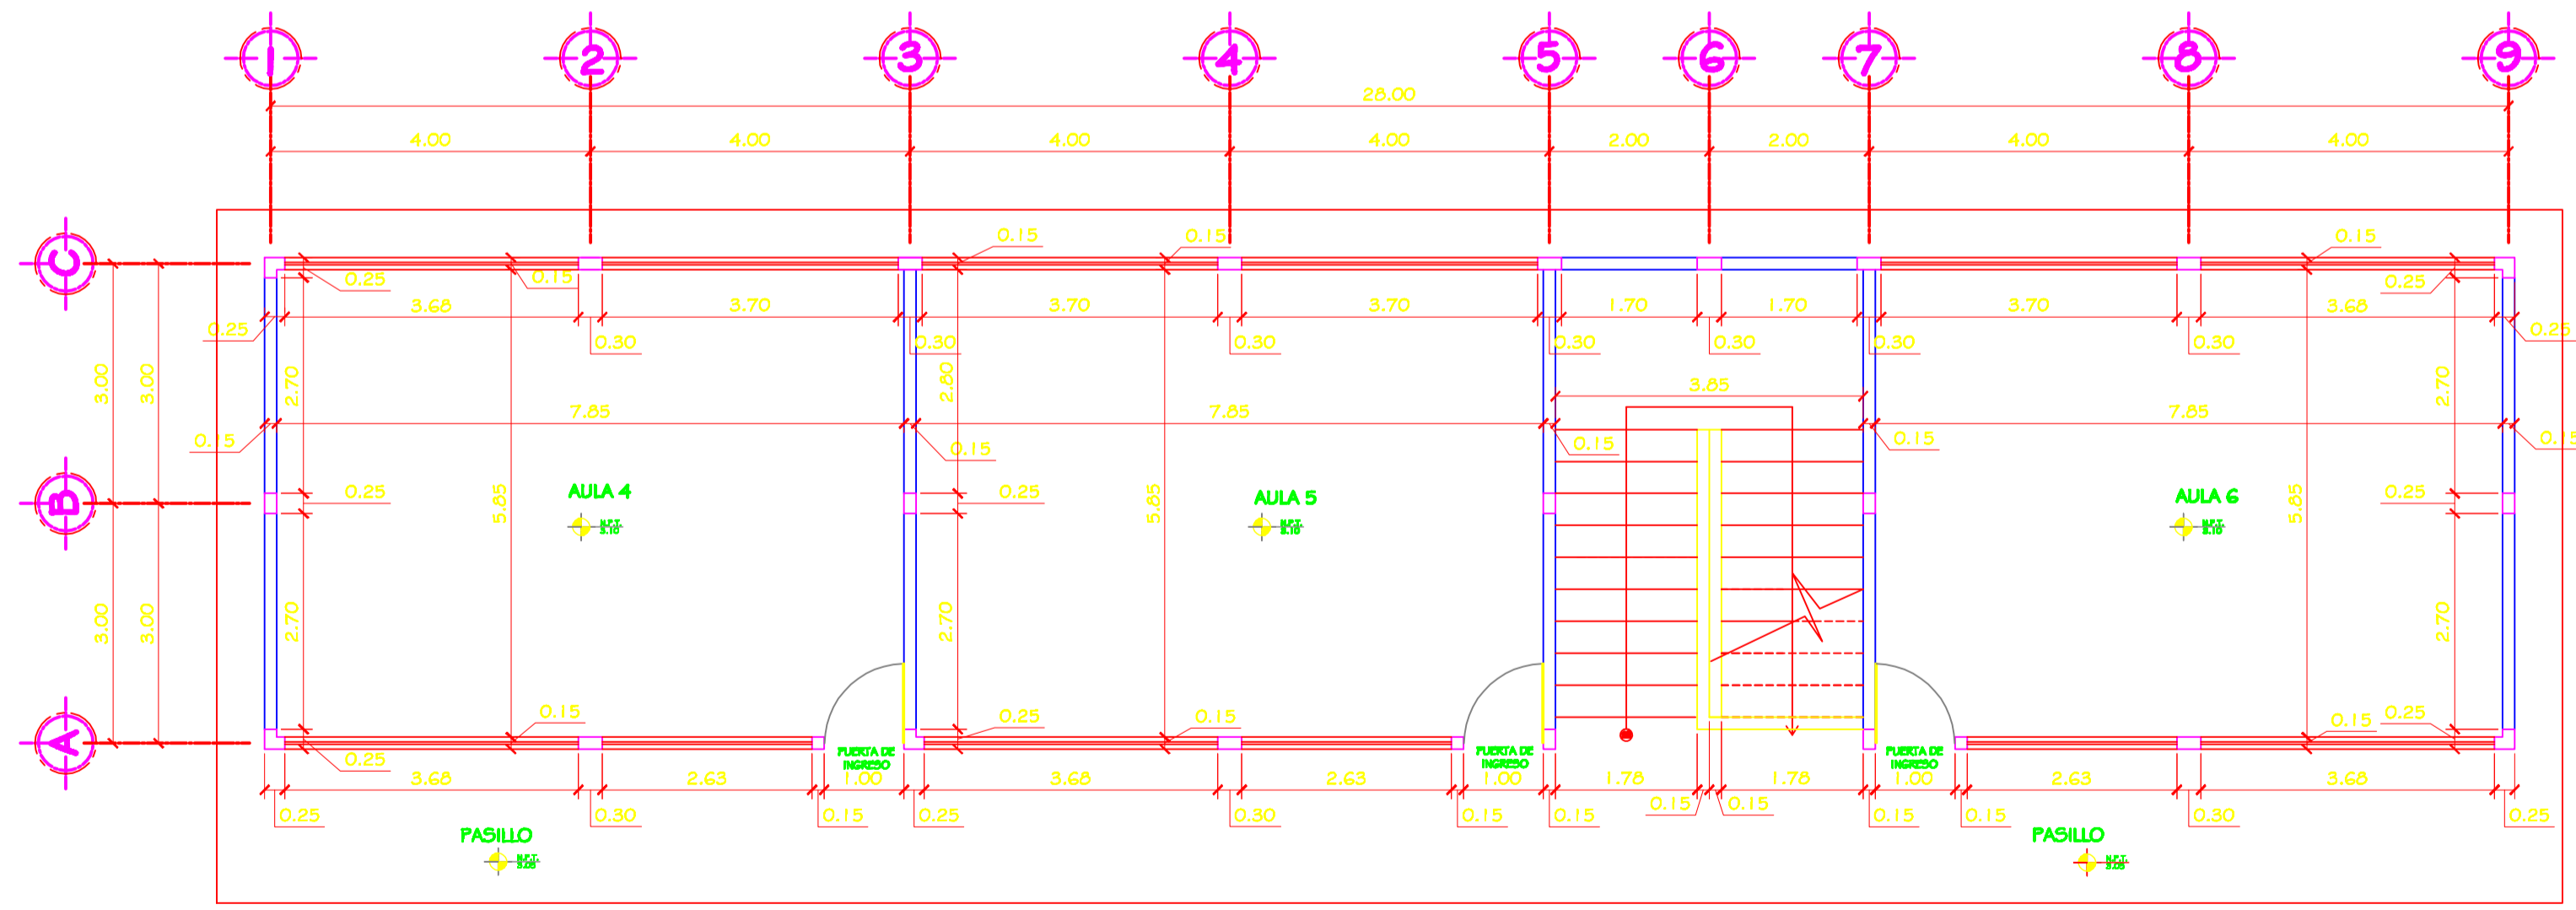 1 2 3 4 5 6 7 8 9
28.00
4.00 4.00 4.00 4.00 2.00 2.00 4.00 4.00
0.15 0.15 0.15
C
0.25 0.15 0.25
3.68 3.70 3.70 3.70 1.70 1.70 3.70 3.68
0.25 0.30 0.30 0.30 0.30 0.30 0.30 0.30 0.25
3.00 3.00 2.70 2.80 2.70
3.85
7.85 7.85 7.85
0.15 0.15 0.15 0.15 0.15
B
0.25 0.25 0.25
5.85 5.85 5.85
AULA 4 AULA 5 AULA 6
N.P.T. N.P.T. N.P.T.
3.10 3.10 3.10
3.00 3.00 2.70 2.70 2.70
A
0.15 0.25 0.15 0.15 0.25
0.25
PUERTA DE
INGRESO
PUERTA DE
INGRESO
PUERTA DE
INGRESO
3.68 2.63 1.00 3.68 2.63 1.00 1.78 1.78 1.00 2.63 3.68
0.25 0.30 0.15 0.25 0.30 0.15 0.15 0.15 0.15 0.15 0.15 0.30 0.25
PASILLO PASILLO
N.P.T. N.P.T.
3.05